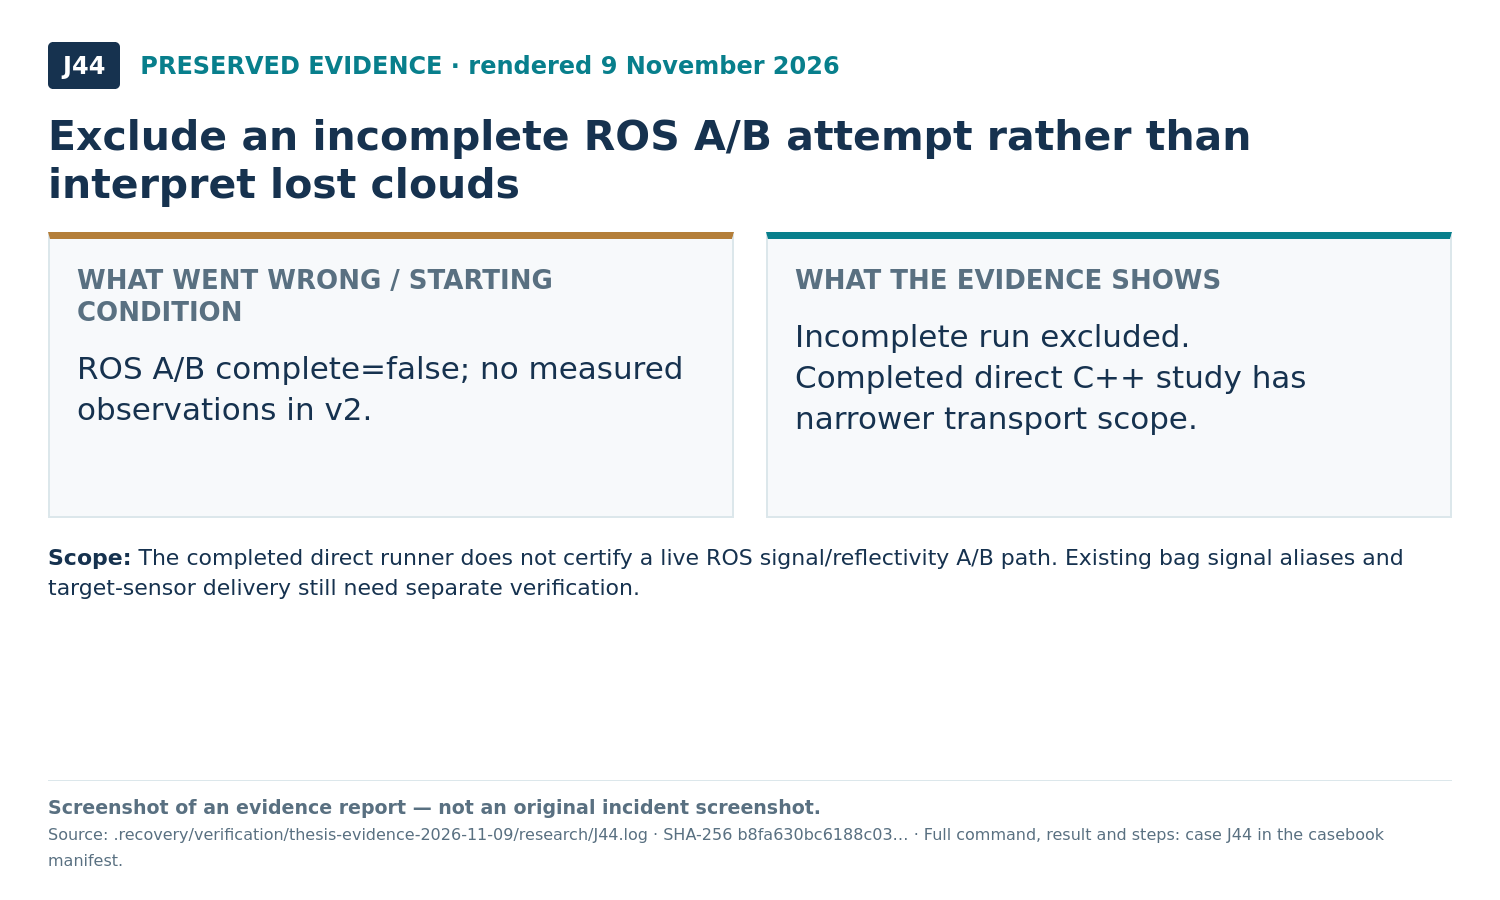 J44 PRESERVED EVIDENCE · rendered 9 November 2026
Exclude an incomplete ROS A/B attempt rather than
interpret lost clouds
WHAT WENT WRONG / STARTING
CONDITION
ROS A/B complete=false; no measured
observations in v2.
WHAT THE EVIDENCE SHOWS
Incomplete run excluded.
Completed direct C++ study has
narrower transport scope.
Scope: The completed direct runner does not certify a live ROS signal/reflectivity A/B path. Existing bag signal aliases and
target-sensor delivery still need separate verification.
Screenshot of an evidence report — not an original incident screenshot.
Source: .recovery/verification/thesis-evidence-2026-11-09/research/J44.log · SHA-256 b8fa630bc6188c03… · Full command, result and steps: case J44 in the casebook
manifest.